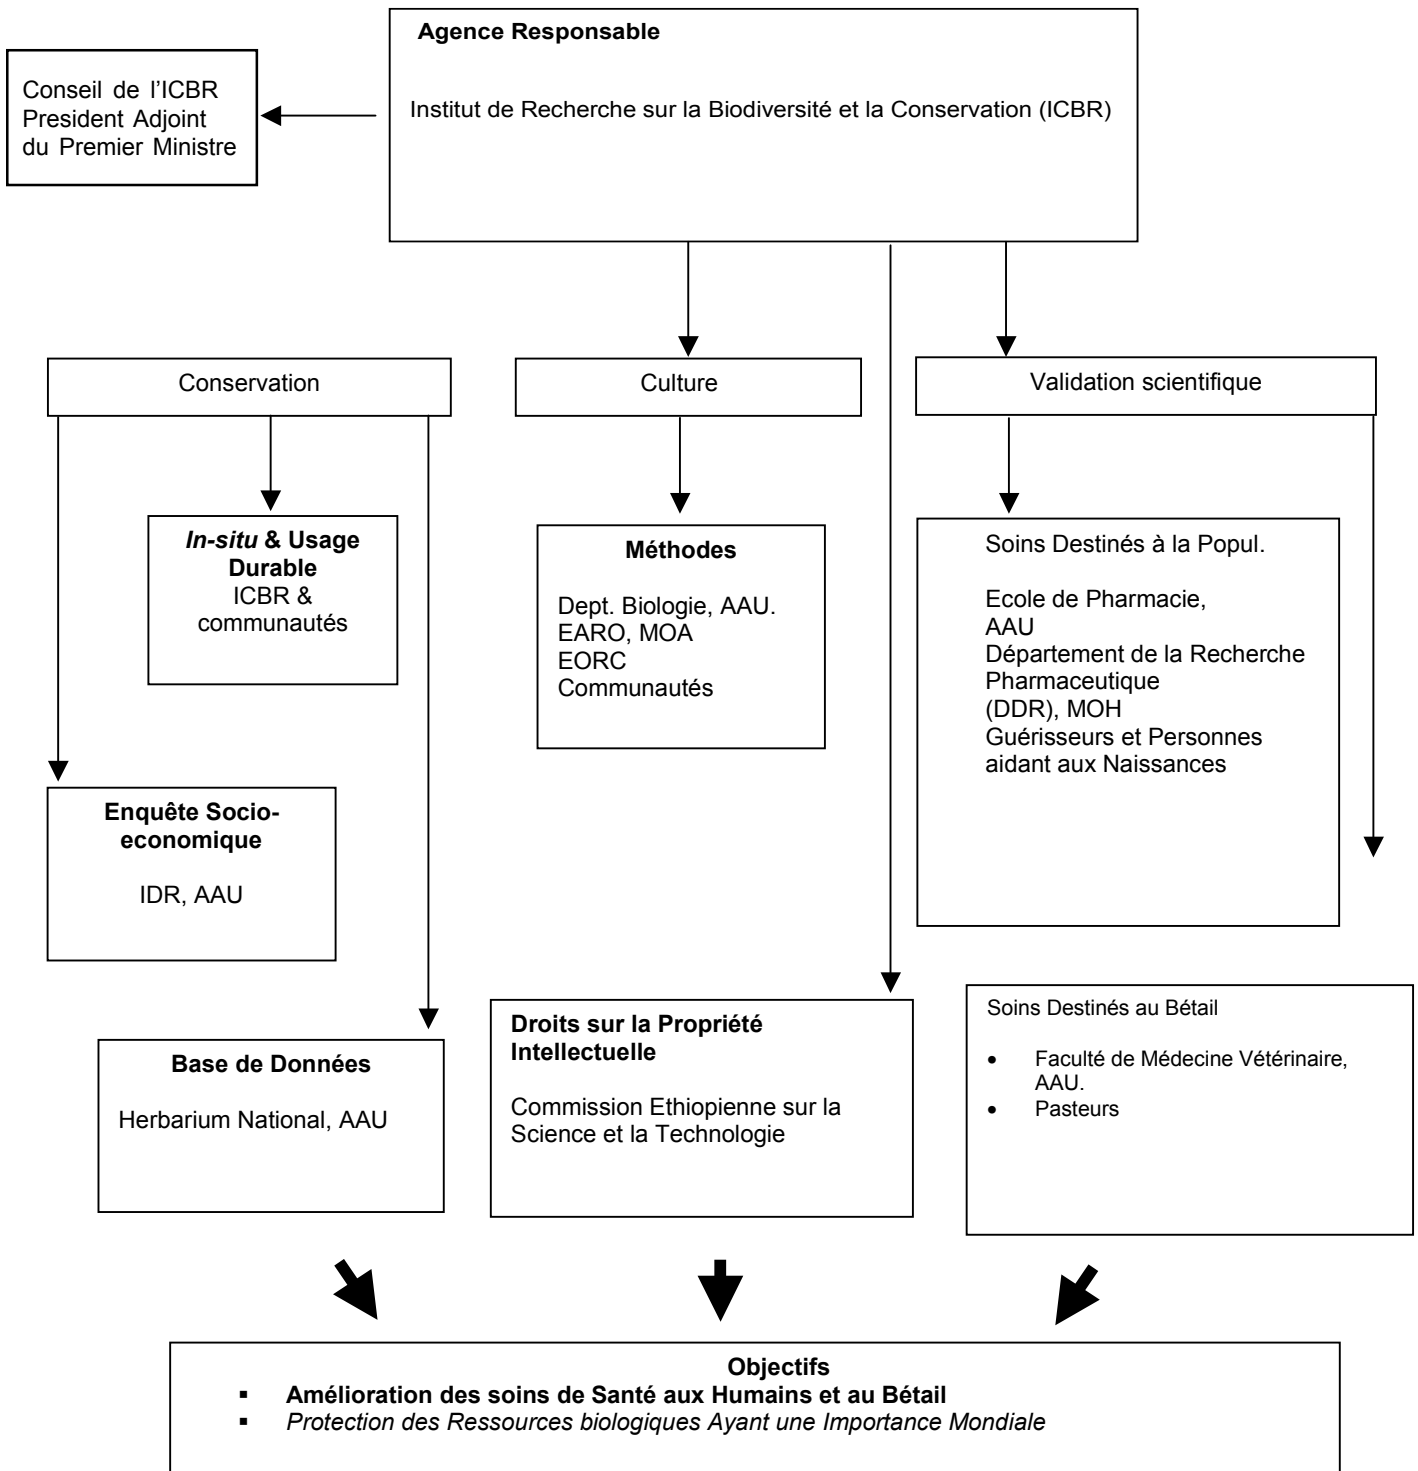 Agence Responsable
Institut de Recherche sur la Biodiversité et la Conservation (ICBR)
Conseil de l'ICBR
President Adjoint
du Premier Ministre
Conservation
Culture
Validation scientifique
In-situ & Usage
Durable
ICBR &
communautés
Méthodes
Dept. Biologie, AAU.
EARO, MOA
EORC
Communautés
Soins Destinés à la Popul.
Ecole de Pharmacie,
AAU
Département de la Recherche
Pharmaceutique
(DDR), MOH
Guérisseurs et Personnes
aidant aux Naissances
Enquête Socio-
economique
IDR, AAU
Base de Données
Herbarium National, AAU
Droits sur la Propriété
Intellectuelle
Commission Ethiopienne sur la
Science et la Technologie
Soins Destinés au Bétail
• Faculté de Médecine Vétérinaire,
AAU.
• Pasteurs
Objectifs
▪ Amélioration des soins de Santé aux Humains et au Bétail
▪ Protection des Ressources biologiques Ayant une Importance Mondiale